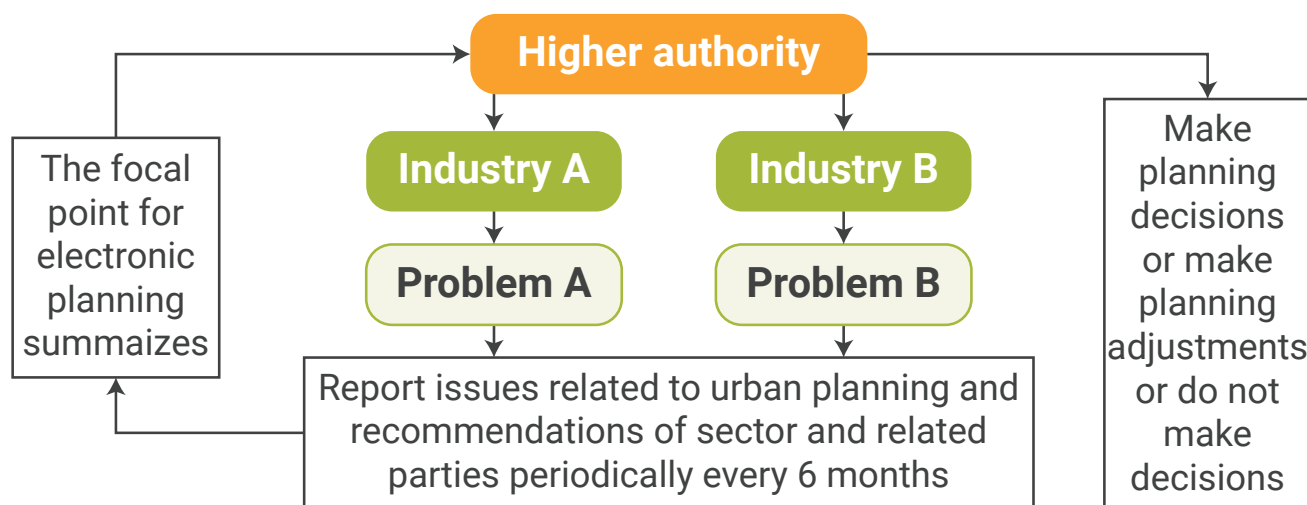 Higher authority
The focal
point for
electronic
planning
summaizes
Industry A
Industry B
Problem A
Problem B
Report issues related to urban planning and
recommendations of sector and related
parties periodically every 6 months
Make
planning
decisions
or make
planning
adjustments
or do not
make
decisions